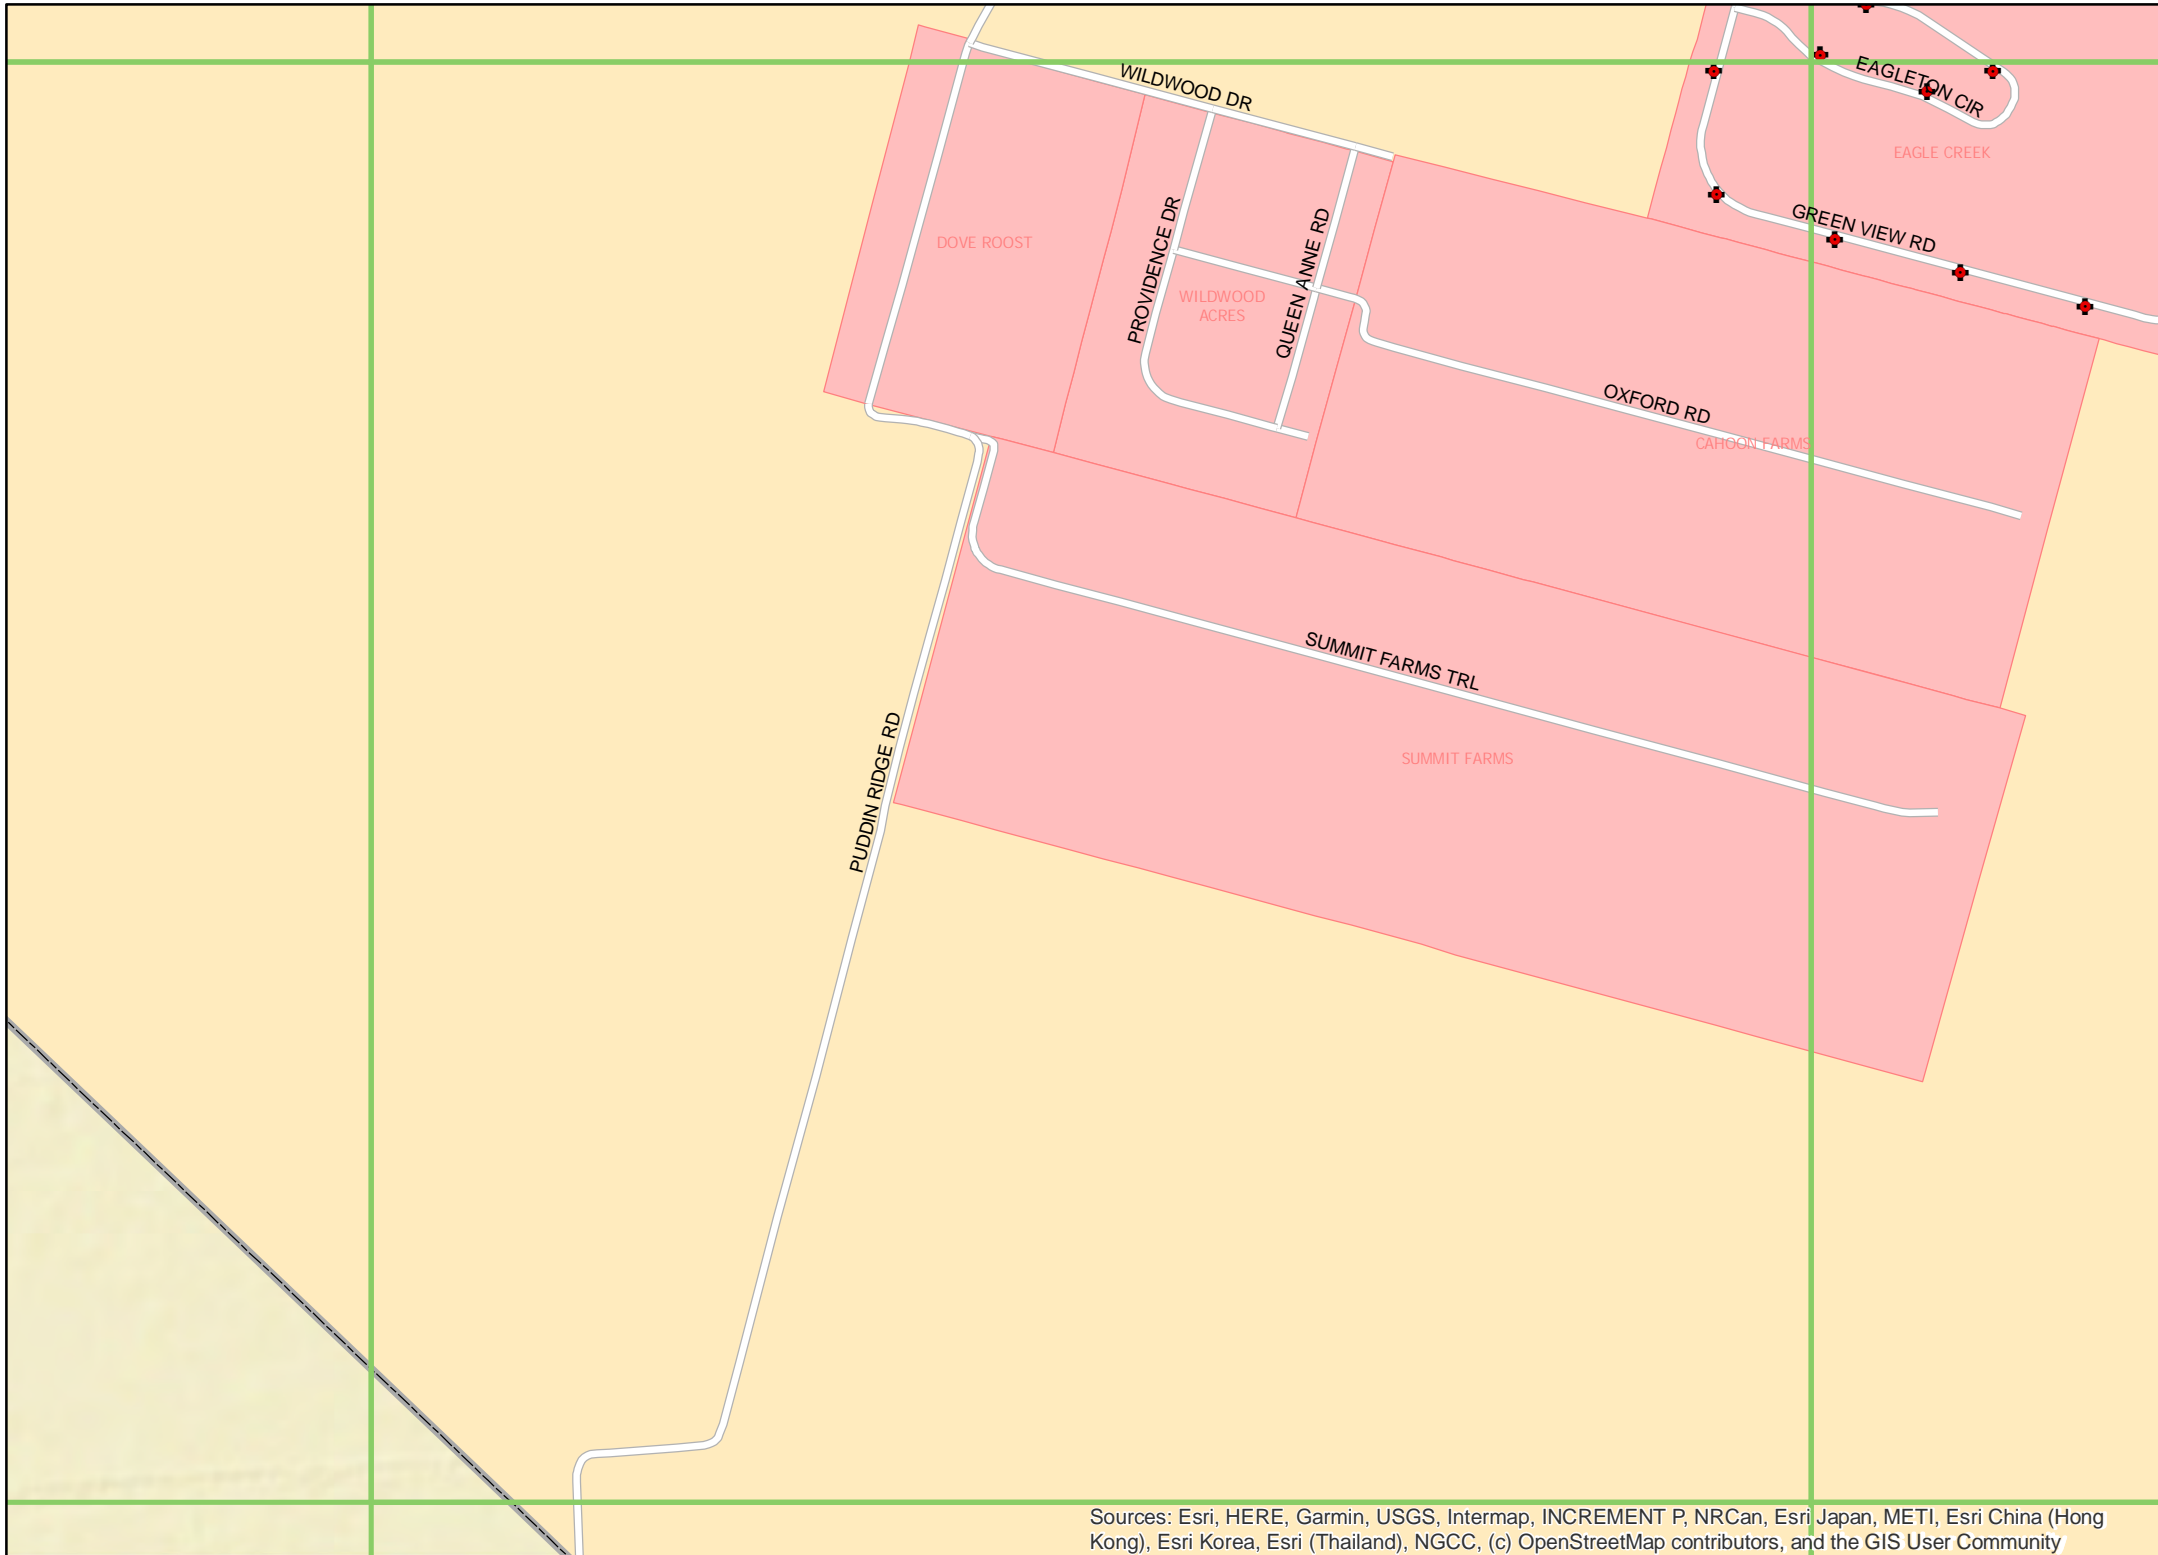 WILDWOOD DR
EAGLETON CIR
EAGLE CREEK
GREEN VIEW RD
DOVE ROOST
PROVIDENCE DR
QUEEN ANNE RD
WILDWOOD
ACRES
OXFORD RD
CAHOON FARMS
SUMMIT FARMS TRL
SUMMIT FARMS
PUDDIN RIDGE RD
Sources: Esri, HERE, Garmin, USGS, Intermap, INCREMENT P, NRCan, Esri Japan, METI, Esri China (Hong
Kong), Esri Korea, Esri (Thailand), NGCC, (c) OpenStreetMap contributors, and the GIS User Community